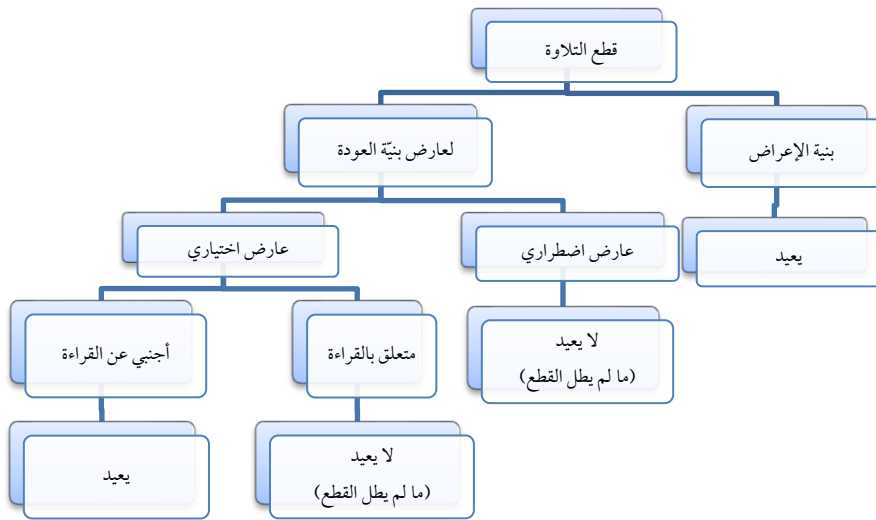 قطع التلاوة
بنية الإعراض
لعارض بنيّة العودة
يعيد
عارض اضطراري
عارض اختياري
لا يعيد
(ما لم يطل القطع)
متعلق بالقراءة
أجنبي عن القراءة
لا يعيد
(ما لم يطل القطع)
يعيد